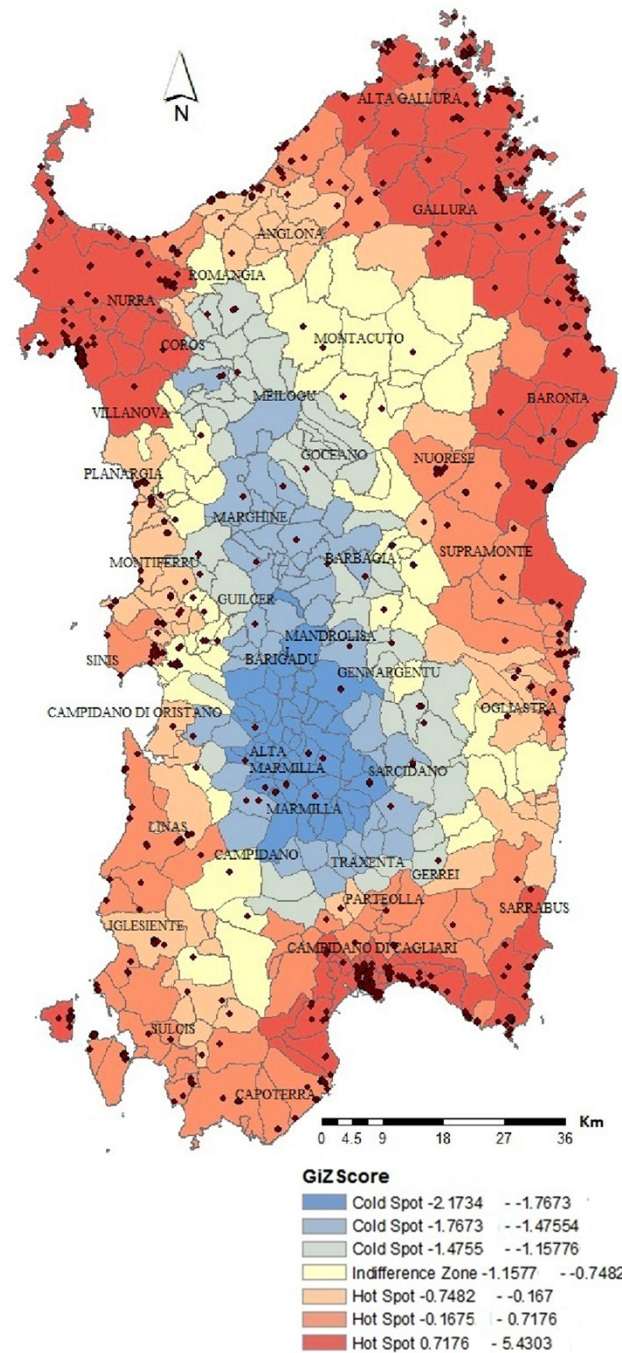 N
ALTA GALLURA
GALLURA
ANGLONA
ROMANGIA
NURRA
MONTACUTO
COROS
MEILOGU
BARONIA
VILLANOVA
GOCEANO
NUORESE
PLANARGIA
MARGHINE
SUPRAMONTE
BARBAGIA
MONTIFERRU
GUILCER
MANDROLISA
I
BARIGADU
SINIS
GENNARGENTU
CAMPIDANO DI ORISTANO
OGLIASTRA
ALTA
MARMILLA
SARCIDANO
MARMILLA
LINAS
CAMPIDANO
TRAXENTA
GERREI
PARTEOLLA
SARRABUS
IGLESIENTE
CAMPIDANO DI CAGLIARI
SULCIS
CAPOTERRA
Km
0 4.5 9 18 27 36
GiZScore
Cold Spot -2.1734 - -1.7673
Cold Spot -1.7673 - -1.47554
Cold Spot -1.4755 - -1.15776
Indifference Zone -1.1577 - -0.7482
Hot Spot -0.7482 - -0.167
Hot Spot -0.1675 - 0.7176
Hot Spot 0.7176 - 5.4303